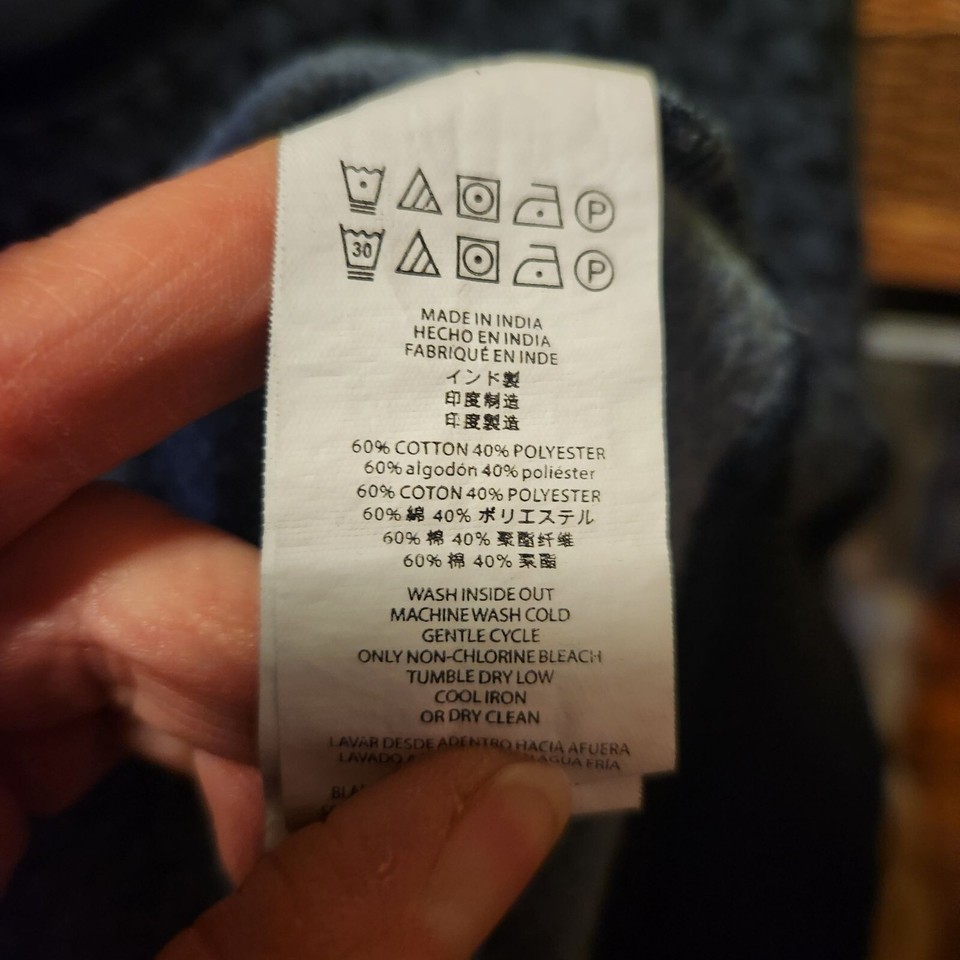 P
30 P
MADE IN INDIA
HECHO EN INDIA
FABRIQUÉ EN INDE
インド製
印度制造
印度製造
60% COTTON 40% POLYESTER
60% algodón 40% poliéster
60% COTON 40% POLYESTER
60% 綿 40% ポリエステル
60% 棉 40% 聚酯纤维
60% 棉 40% 聚酯
WASH INSIDE OUT
MACHINE WASH COLD
GENTLE CYCLE
ONLY NON-CHLORINE BLEACH
TUMBLE DRY LOW
COOL IRON
OR DRY CLEAN
LAVAR DESDE ADENTRO HACIA AFUERA
LAVADO AGUA FRÍA